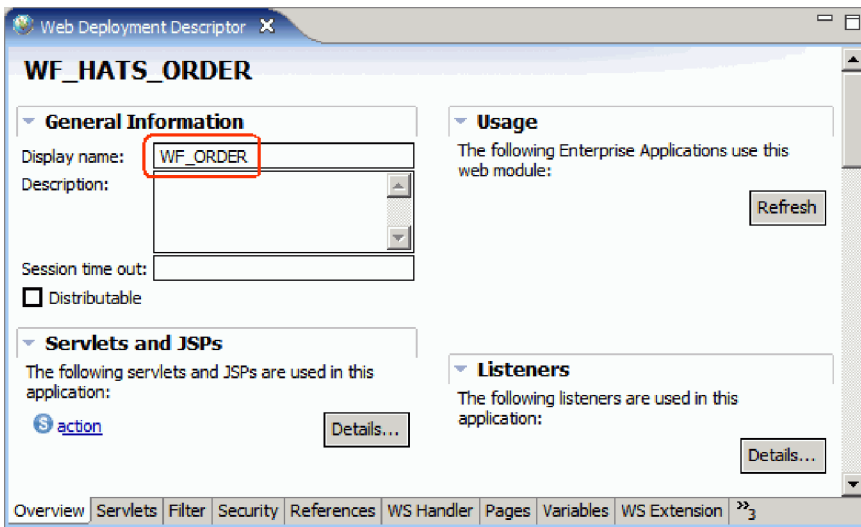 Web Deployment Descriptor
WF_HATS_ORDER
General Information
Display name: WF_ORDER
Description:
Session time out:
Distributable
Servlets and JSPs
The following servlets and JSPs are used in this
application:
S action
Details...
Usage
The following Enterprise Applications use this
web module:
Refresh
Listeners
The following listeners are used in this
application:
Details...
Overview Servlets Filter Security References WS Handler Pages Variables WS Extension »3